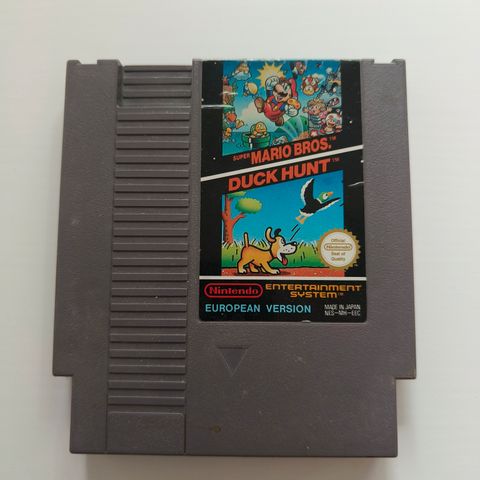 SUPER MARIO BROS.™
DUCK HUNT™
Official
Nintendo
Seal of
Quality
Nintendo
ENTERTAINMENT
SYSTEM™
EUROPEAN VERSION
MADE IN JAPAN
NES-MH-EEC